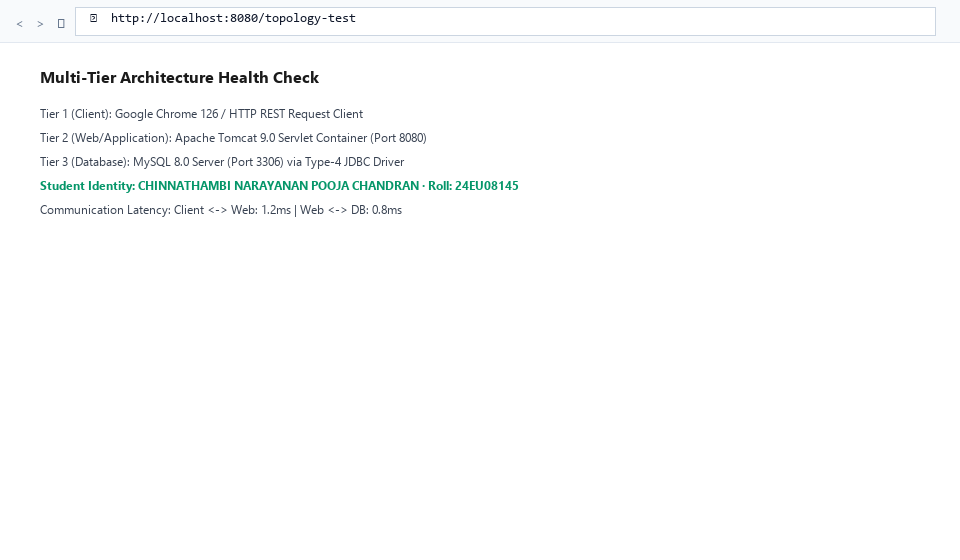 < >
http://localhost:8080/topology-test
Multi-Tier Architecture Health Check
Tier 1 (Client): Google Chrome 126 / HTTP REST Request Client
Tier 2 (Web/Application): Apache Tomcat 9.0 Servlet Container (Port 8080)
Tier 3 (Database): MySQL 8.0 Server (Port 3306) via Type-4 JDBC Driver
Student Identity: CHINNATHAMBI NARAYANAN POOJA CHANDRAN · Roll: 24EU08145
Communication Latency: Client <-> Web: 1.2ms | Web <-> DB: 0.8ms